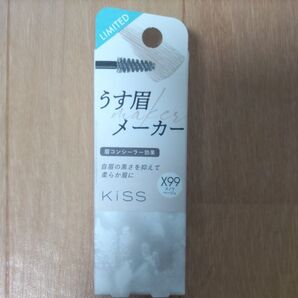 LIMITED
うす眉
maker
メーカー
眉コンシーラー効果
自眉の黒さを抑えて
柔らか眉に
KiSS
X99